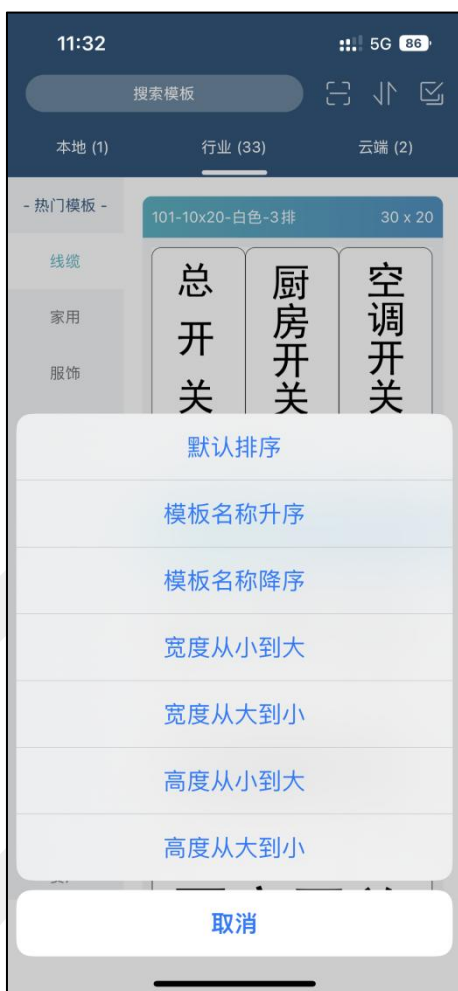 11:32
5G 86
搜索模板
本地 (1) 行业 (33) 云端 (2)
- 热门模板 -
101-10x20-白色-3排 30 x 20
线缆
家用
服饰
总开关
厨房开关
空调开关
默认排序
模板名称升序
模板名称降序
宽度从小到大
宽度从大到小
高度从小到大
高度从大到小
取消